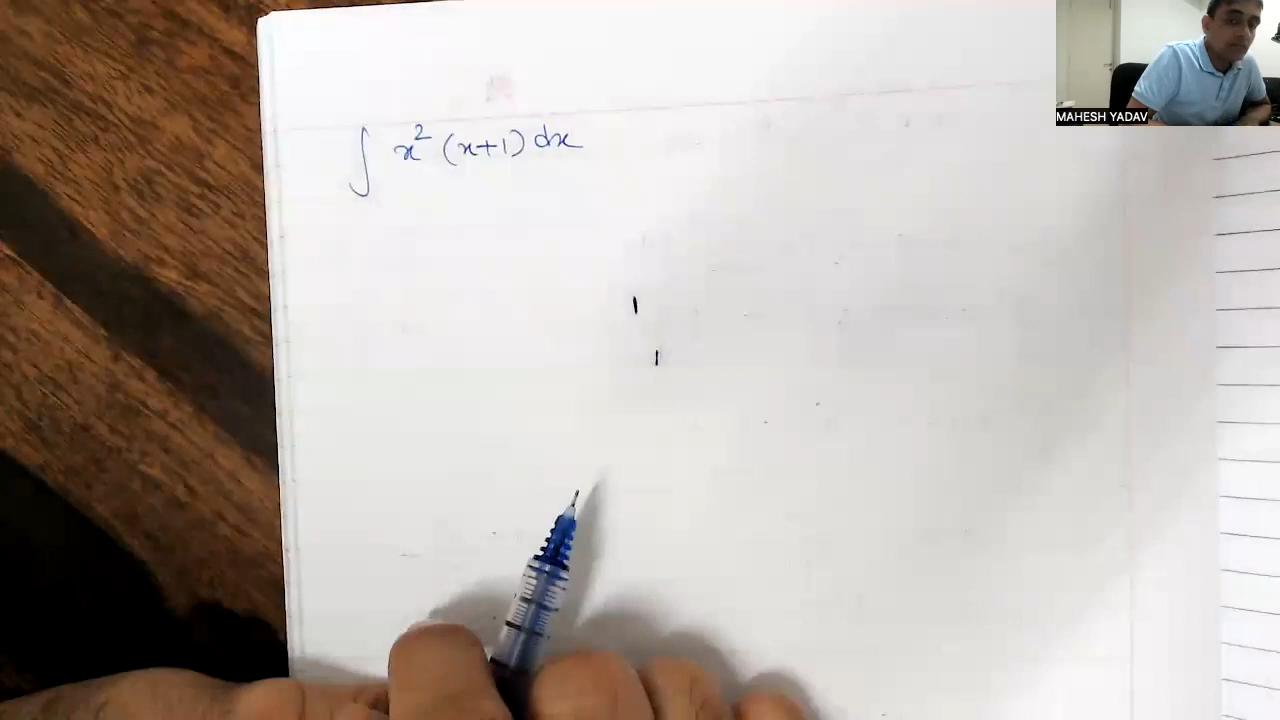 ∫ x² (x+1) dx
MAHESH YADAV